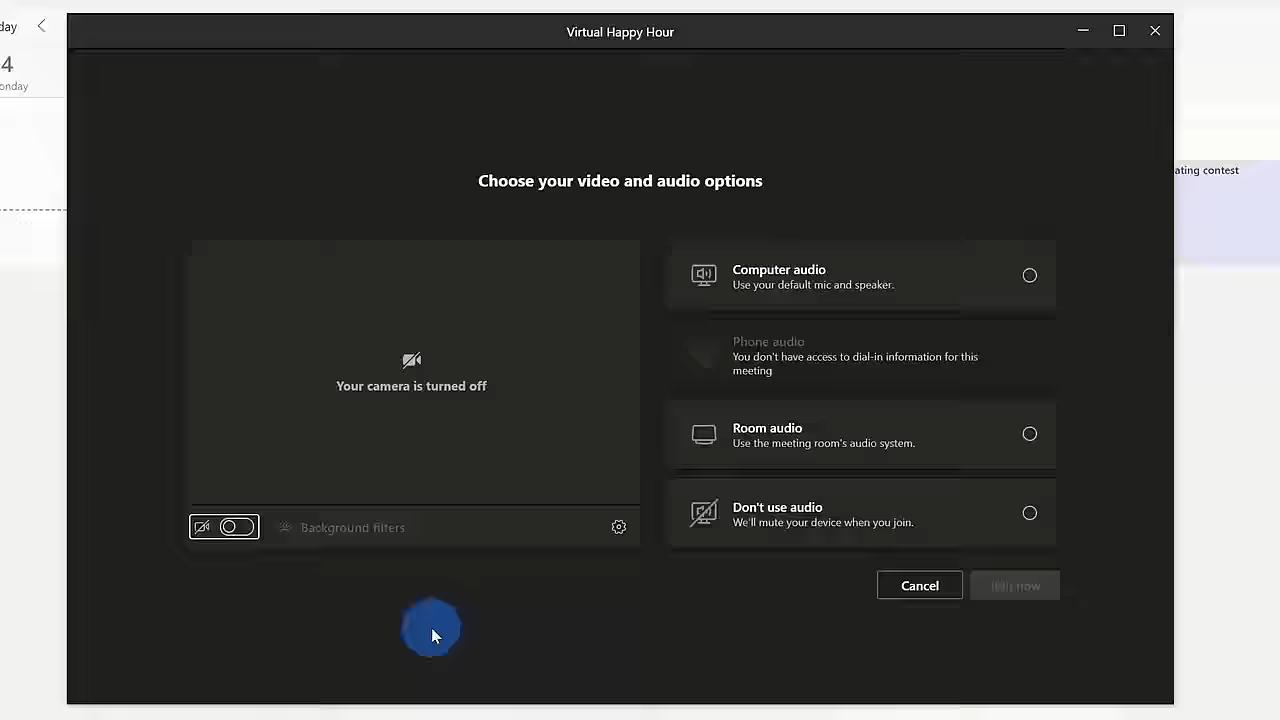 day
Virtual Happy Hour
4
onday
Choose your video and audio options
ating contest
Computer audio
Use your default mic and speaker.
Phone audio
You don't have access to dial-in information for this
meeting
Your camera is turned off
Room audio
Use the meeting room's audio system.
Don't use audio
We'll mute your device when you join.
Background filters
Cancel
now